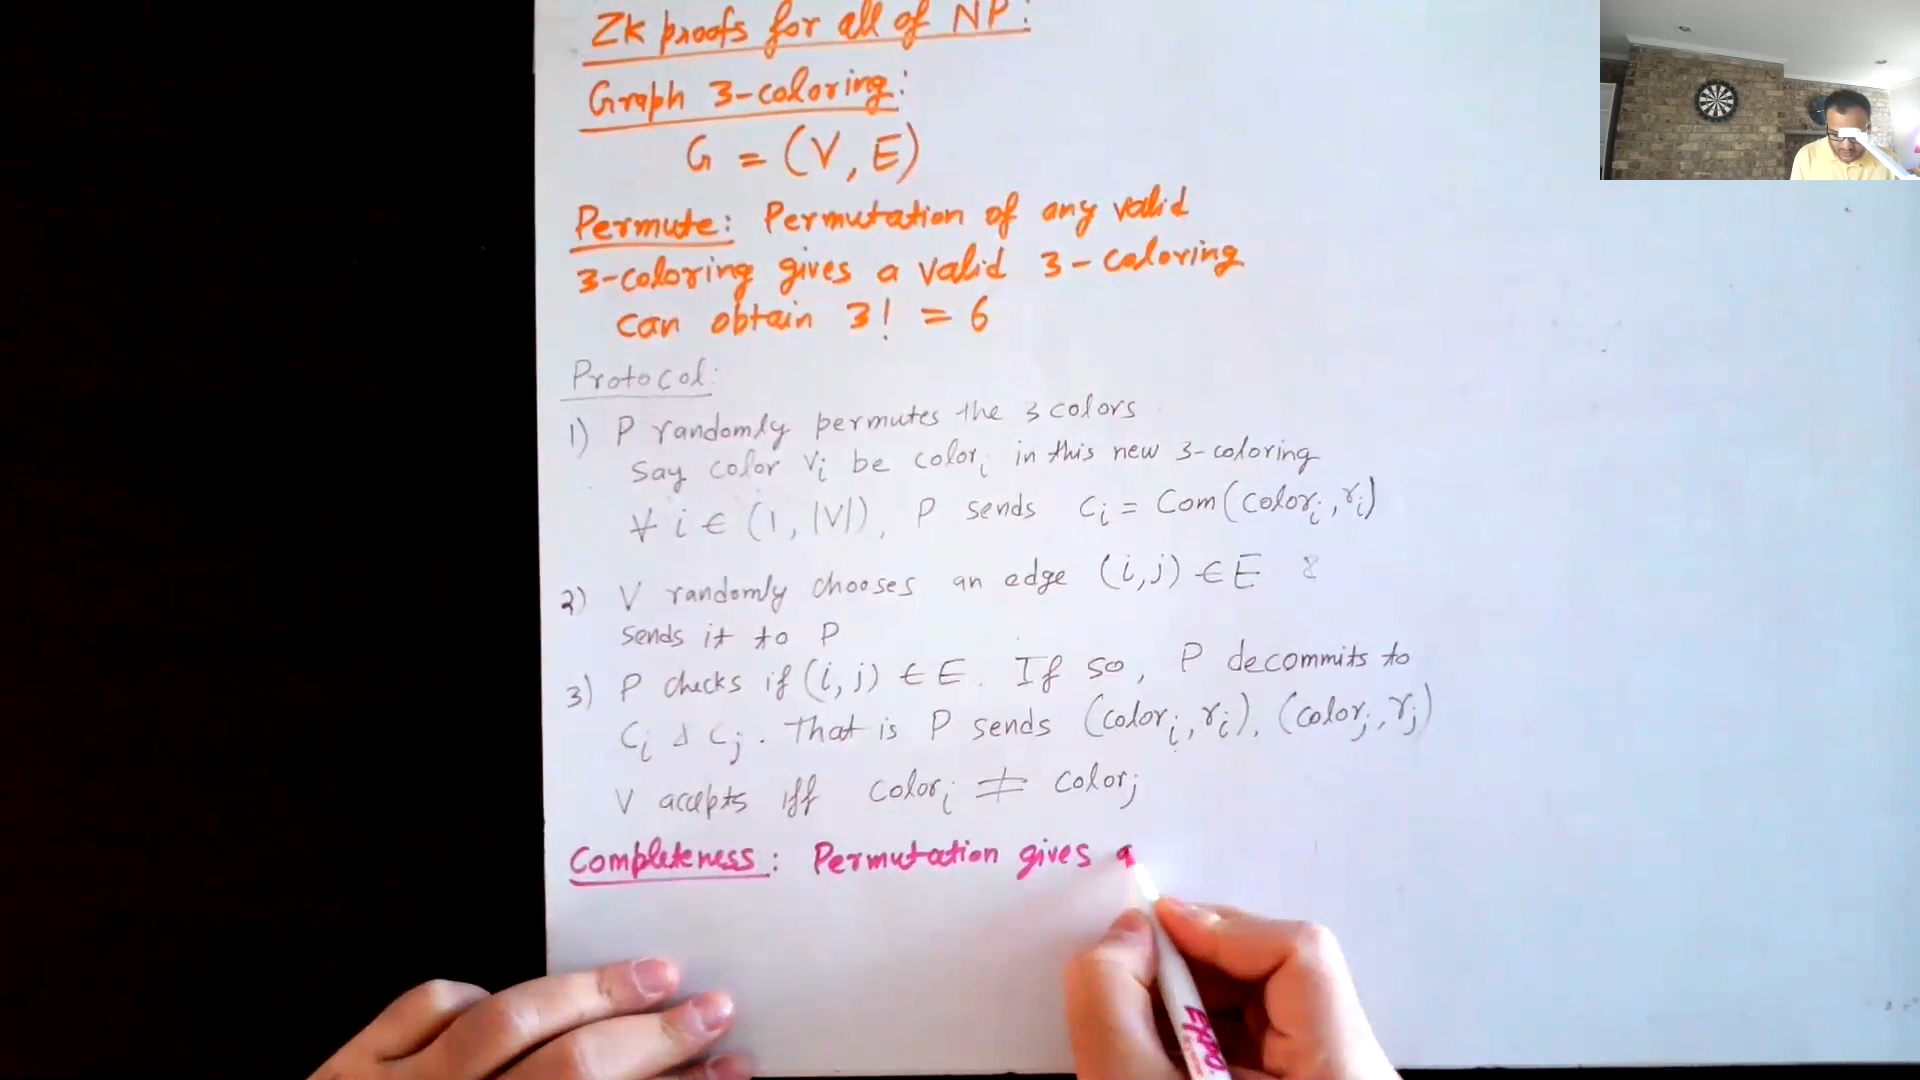 ZK proofs for all of NP:
Graph 3-coloring:
G = (V, E)
Permute: Permutation of any valid
3-coloring gives a valid 3-coloring
can obtain 3! = 6
Protocol:
1) P randomly permutes the 3 colors
Say color vᵢ be colorᵢ in this new 3-coloring
∀ i ∈ (1, |V|), P sends cᵢ = Com(colorᵢ, rᵢ)
2) V randomly chooses an edge (i,j) ∈ E &
sends it to P
3) P checks if (i, j) ∈ E. If so, P decommits to
cᵢ & cⱼ. That is P sends (colorᵢ, rᵢ), (colorⱼ, rⱼ)
V accepts iff colorᵢ ≠ colorⱼ
Completeness: Permutation gives a
EXPO